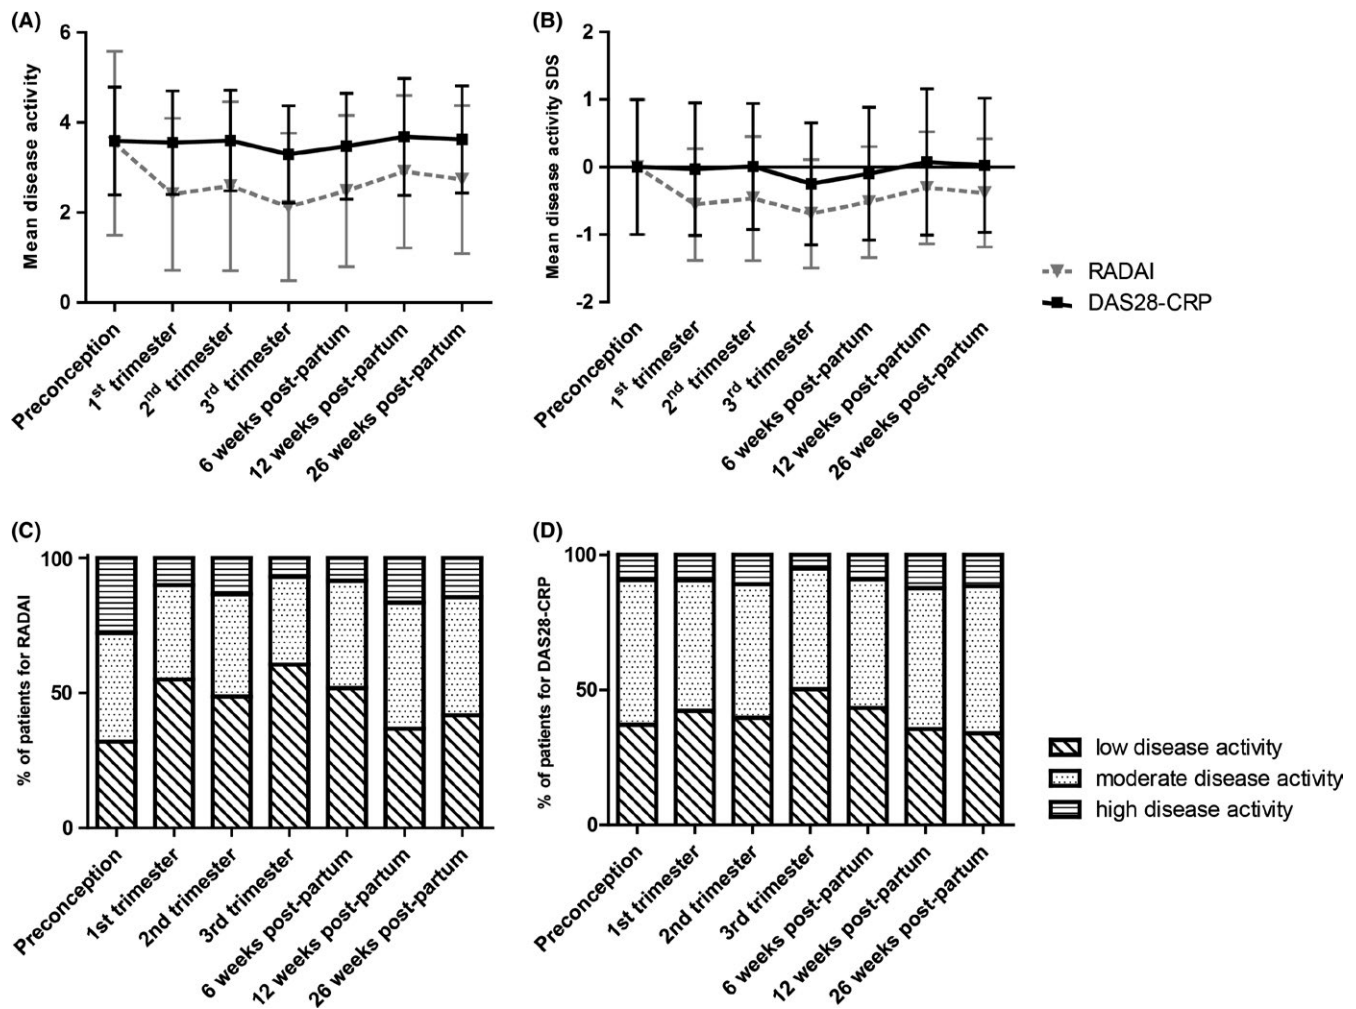 (A)
Mean disease activity
6
4
2
0
Preconception
1st trimester
2nd trimester
3rd trimester
6 weeks post-partum
12 weeks post-partum
26 weeks post-partum
(B)
Mean disease activity SDS
2
1
0
-1
-2
Preconception
1st trimester
2nd trimester
3rd trimester
6 weeks post-partum
12 weeks post-partum
26 weeks post-partum
RADAI
DAS28-CRP
(C)
% of patients for RADAI
100
50
0
Preconception
1st trimester
2nd trimester
3rd trimester
6 weeks post-partum
12 weeks post-partum
26 weeks post-partum
(D)
% of patients for DAS28-CRP
100
50
0
Preconception
1st trimester
2nd trimester
3rd trimester
6 weeks post-partum
12 weeks post-partum
26 weeks post-partum
low disease activity
moderate disease activity
high disease activity